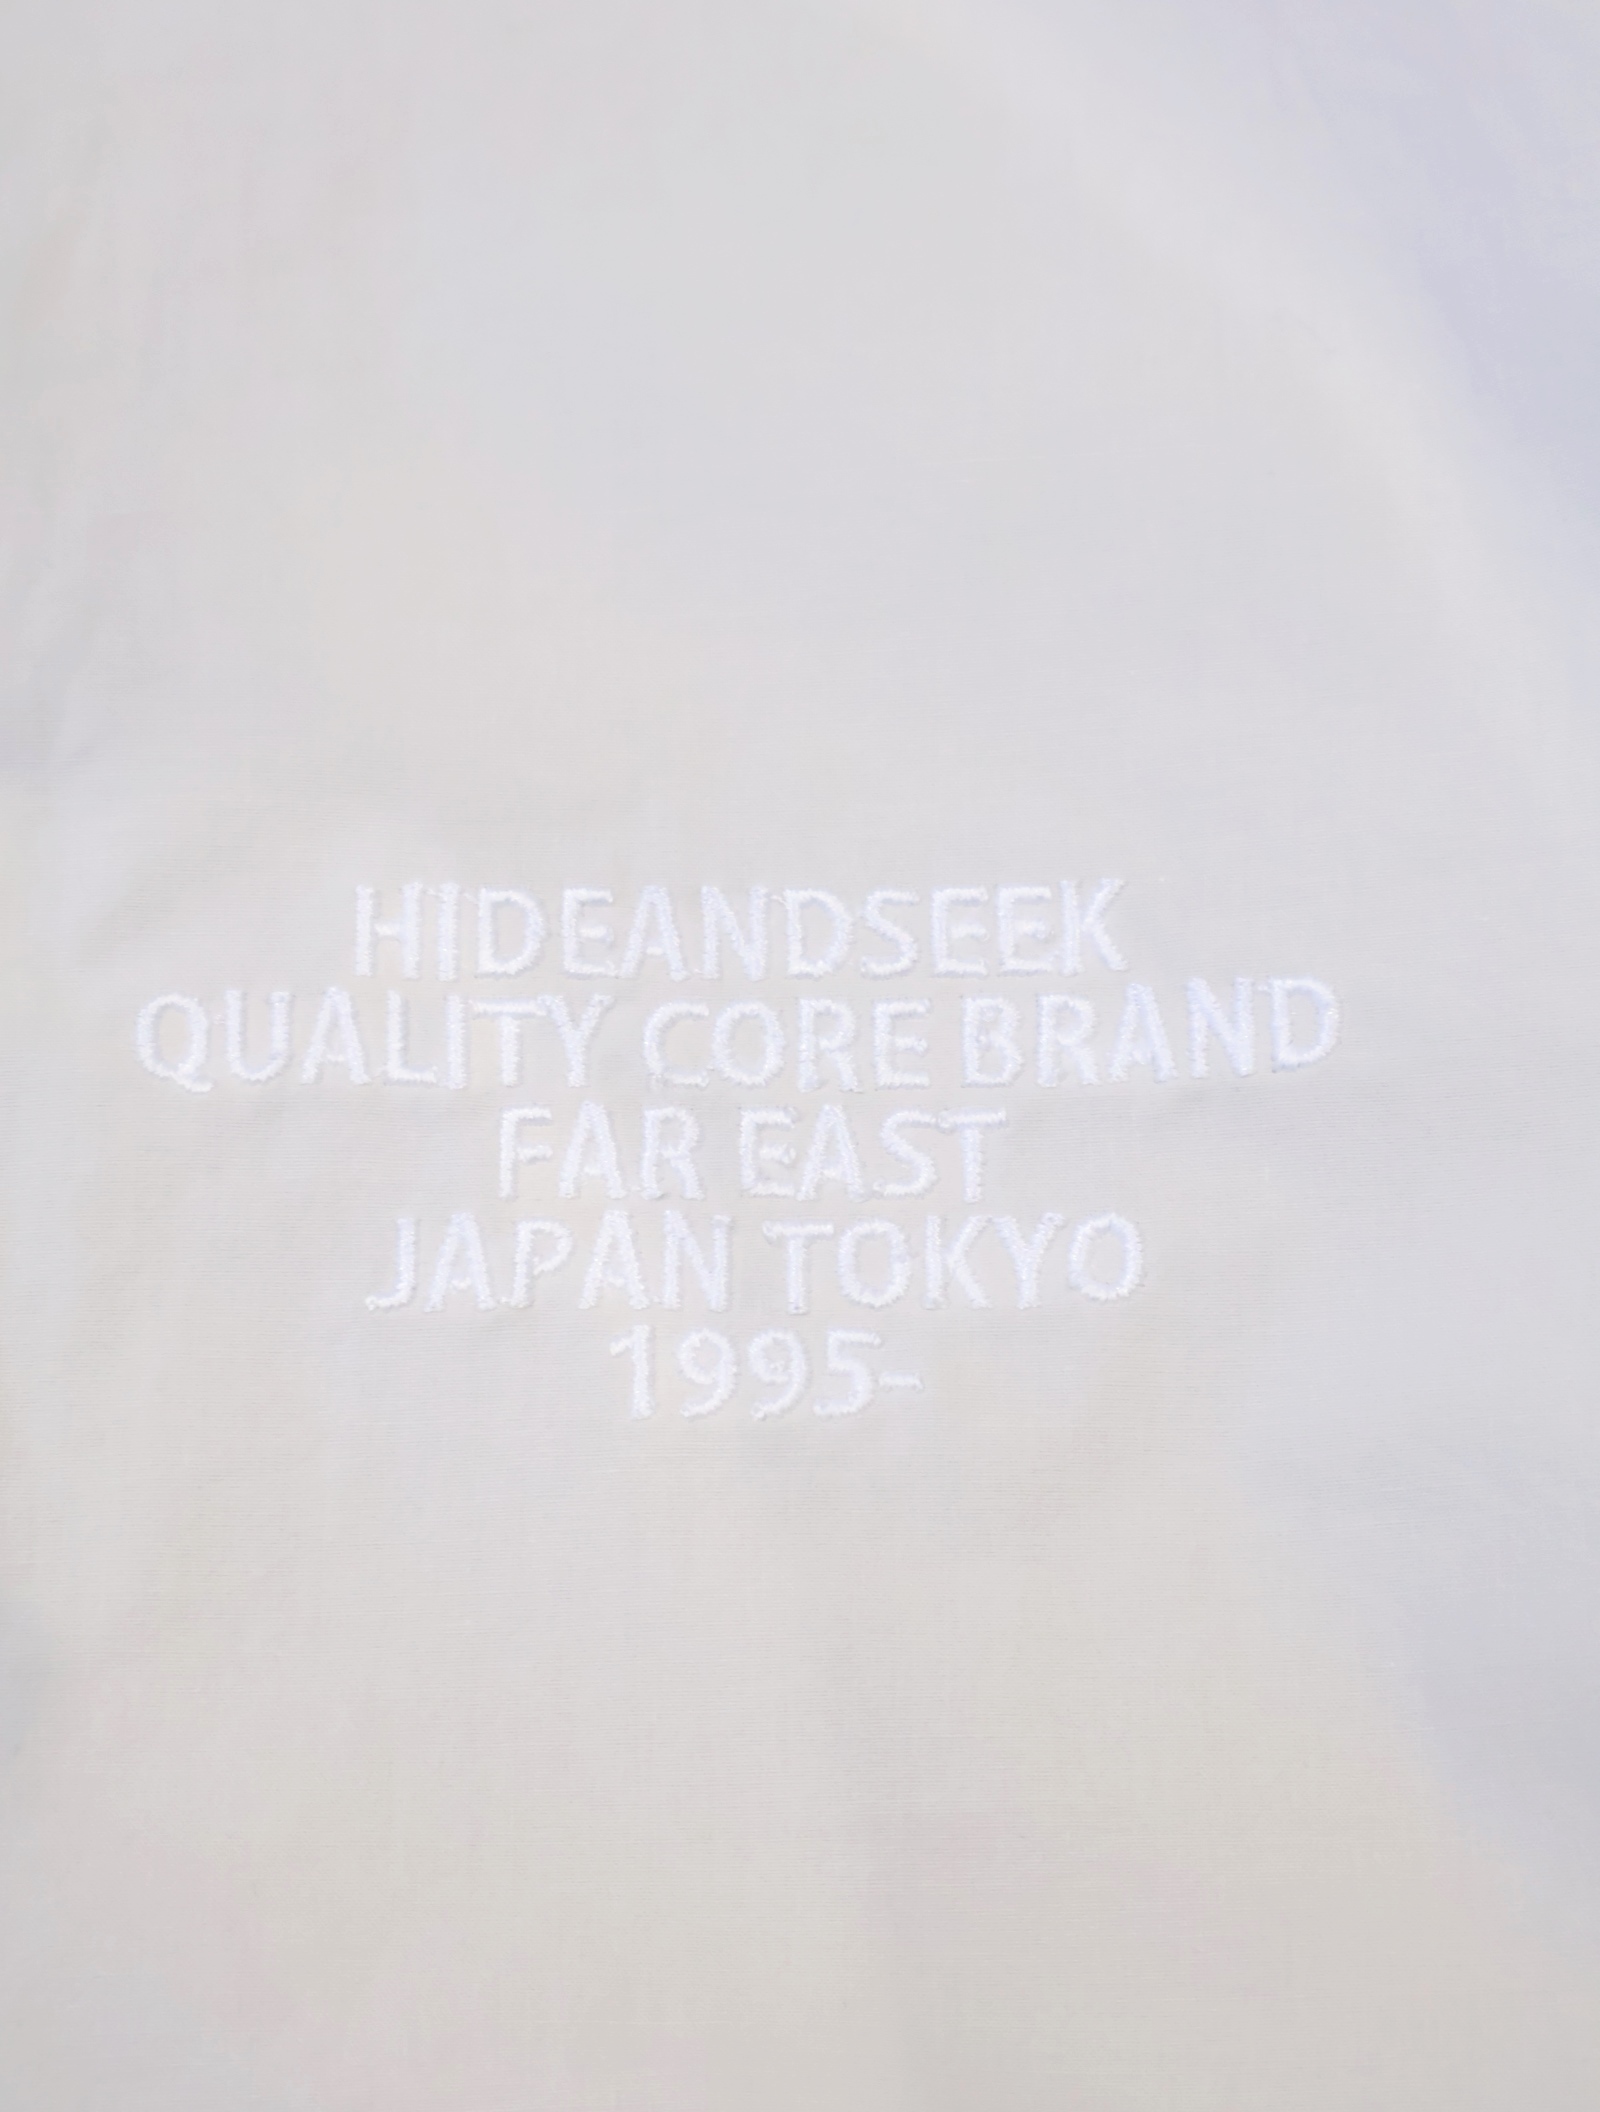 HIDEANDSEEK
QUALITY CORE BRAND
FAR EAST
JAPAN TOKYO
1995-